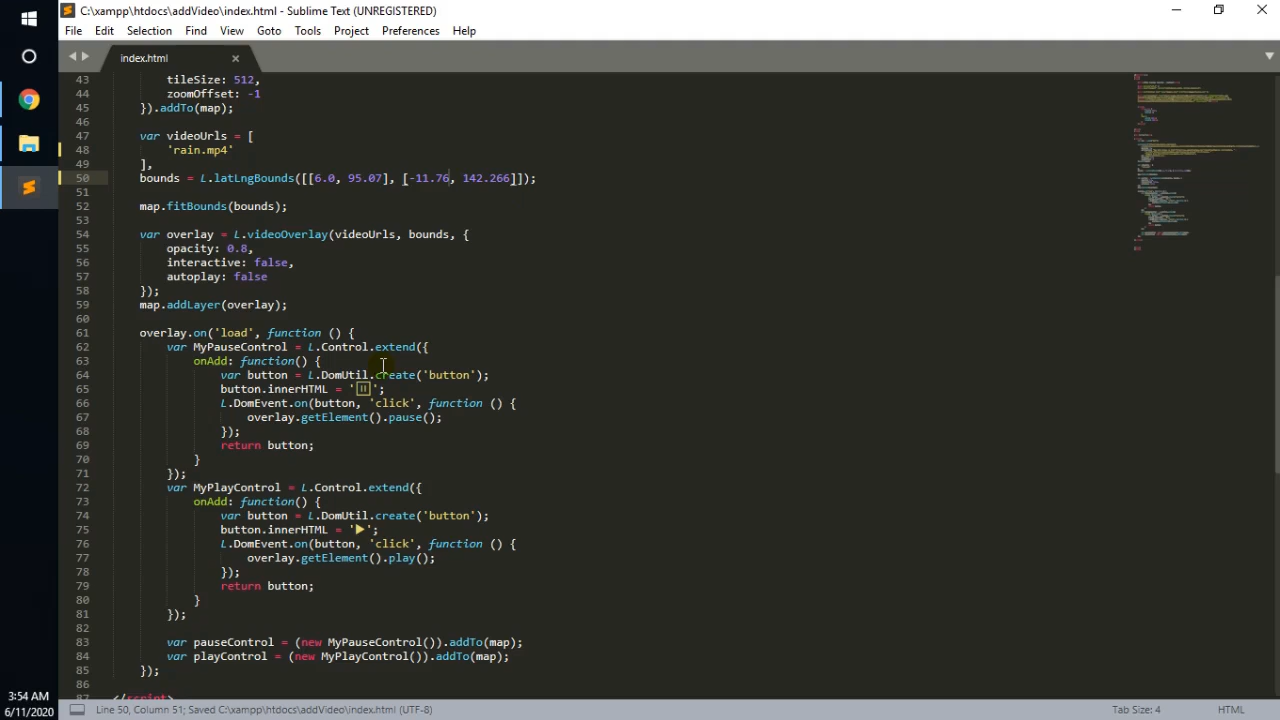 C:\xampp\htdocs\addVideo\index.html - Sublime Text (UNREGISTERED)
File Edit Selection Find View Goto Tools Project Preferences Help
index.html
43 tileSize: 512,
44 zoomOffset: -1
45 }).addTo(map);
46
47 var videoUrls = [
48 'rain.mp4'
49 ],
50 bounds = L.latLngBounds([[6.0, 95.07], [-11.78, 142.266]]);
51
52 map.fitBounds(bounds);
53
54 var overlay = L.videoOverlay(videoUrls, bounds, {
55 opacity: 0.8,
56 interactive: false,
57 autoplay: false
58 });
59 map.addLayer(overlay);
60
61 overlay.on('load', function () {
62 var MyPauseControl = L.Control.extend({
63 onAdd: function() {
64 var button = L.DomUtil.create('button');
65 button.innerHTML = '⏸';
66 L.DomEvent.on(button, 'click', function () {
67 overlay.getElement().pause();
68 });
69 return button;
70 }
71 });
72 var MyPlayControl = L.Control.extend({
73 onAdd: function() {
74 var button = L.DomUtil.create('button');
75 button.innerHTML = '▶';
76 L.DomEvent.on(button, 'click', function () {
77 overlay.getElement().play();
78 });
79 return button;
80 }
81 });
82
83 var pauseControl = (new MyPauseControl()).addTo(map);
84 var playControl = (new MyPlayControl()).addTo(map);
85 });
86
87 </script>
3:54 AM
6/11/2020
Line 50, Column 51; Saved C:\xampp\htdocs\addVideo\index.html (UTF-8)
Tab Size: 4
HTML